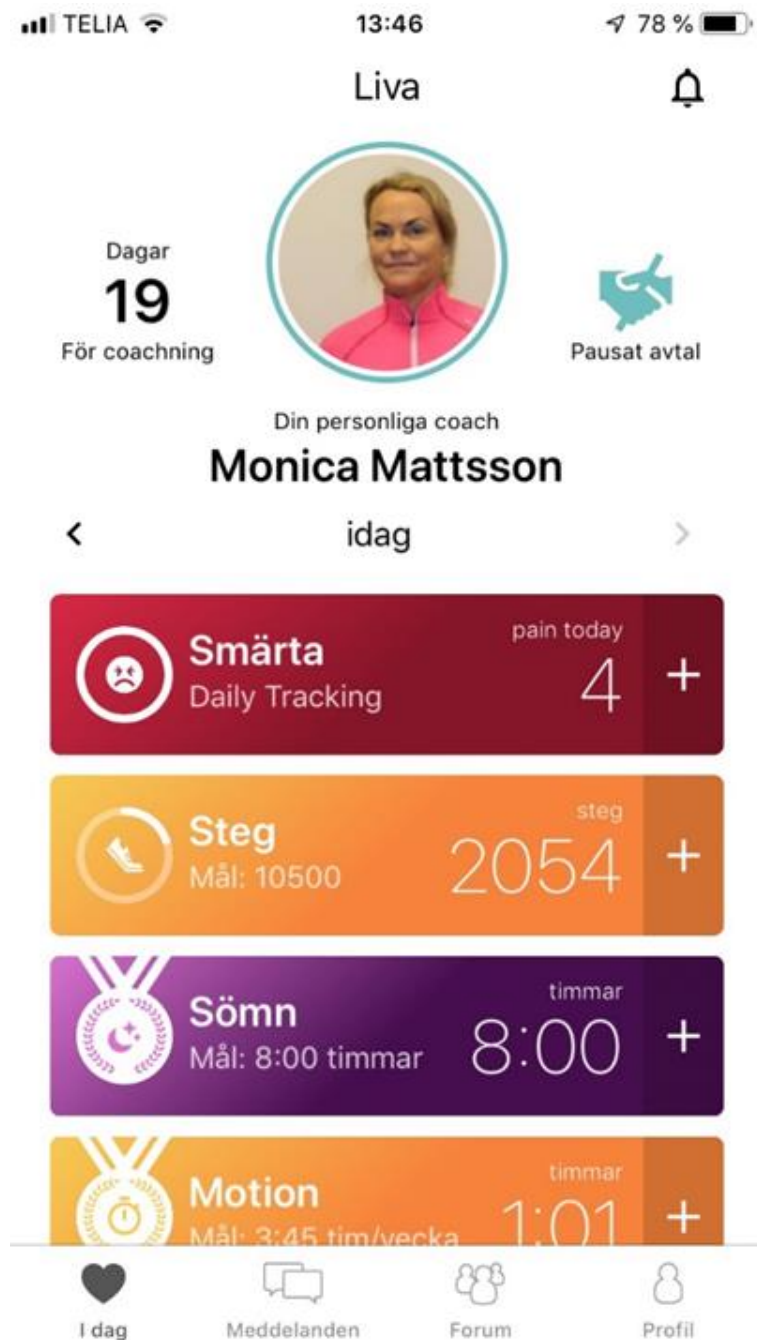 TELIA 13:46 78 %
Liva
Dagar
19
För coachning
Pausat avtal
Din personliga coach
Monica Mattsson
idag
Smärta
Daily Tracking
pain today
4
+
Steg
Mål: 10500
steg
2054
+
Sömn
Mål: 8:00 timmar
timmar
8:00
+
Motion
Mål: 3:45 tim/vecka
timmar
1:01
+
I dag
Meddelanden
Forum
Profil